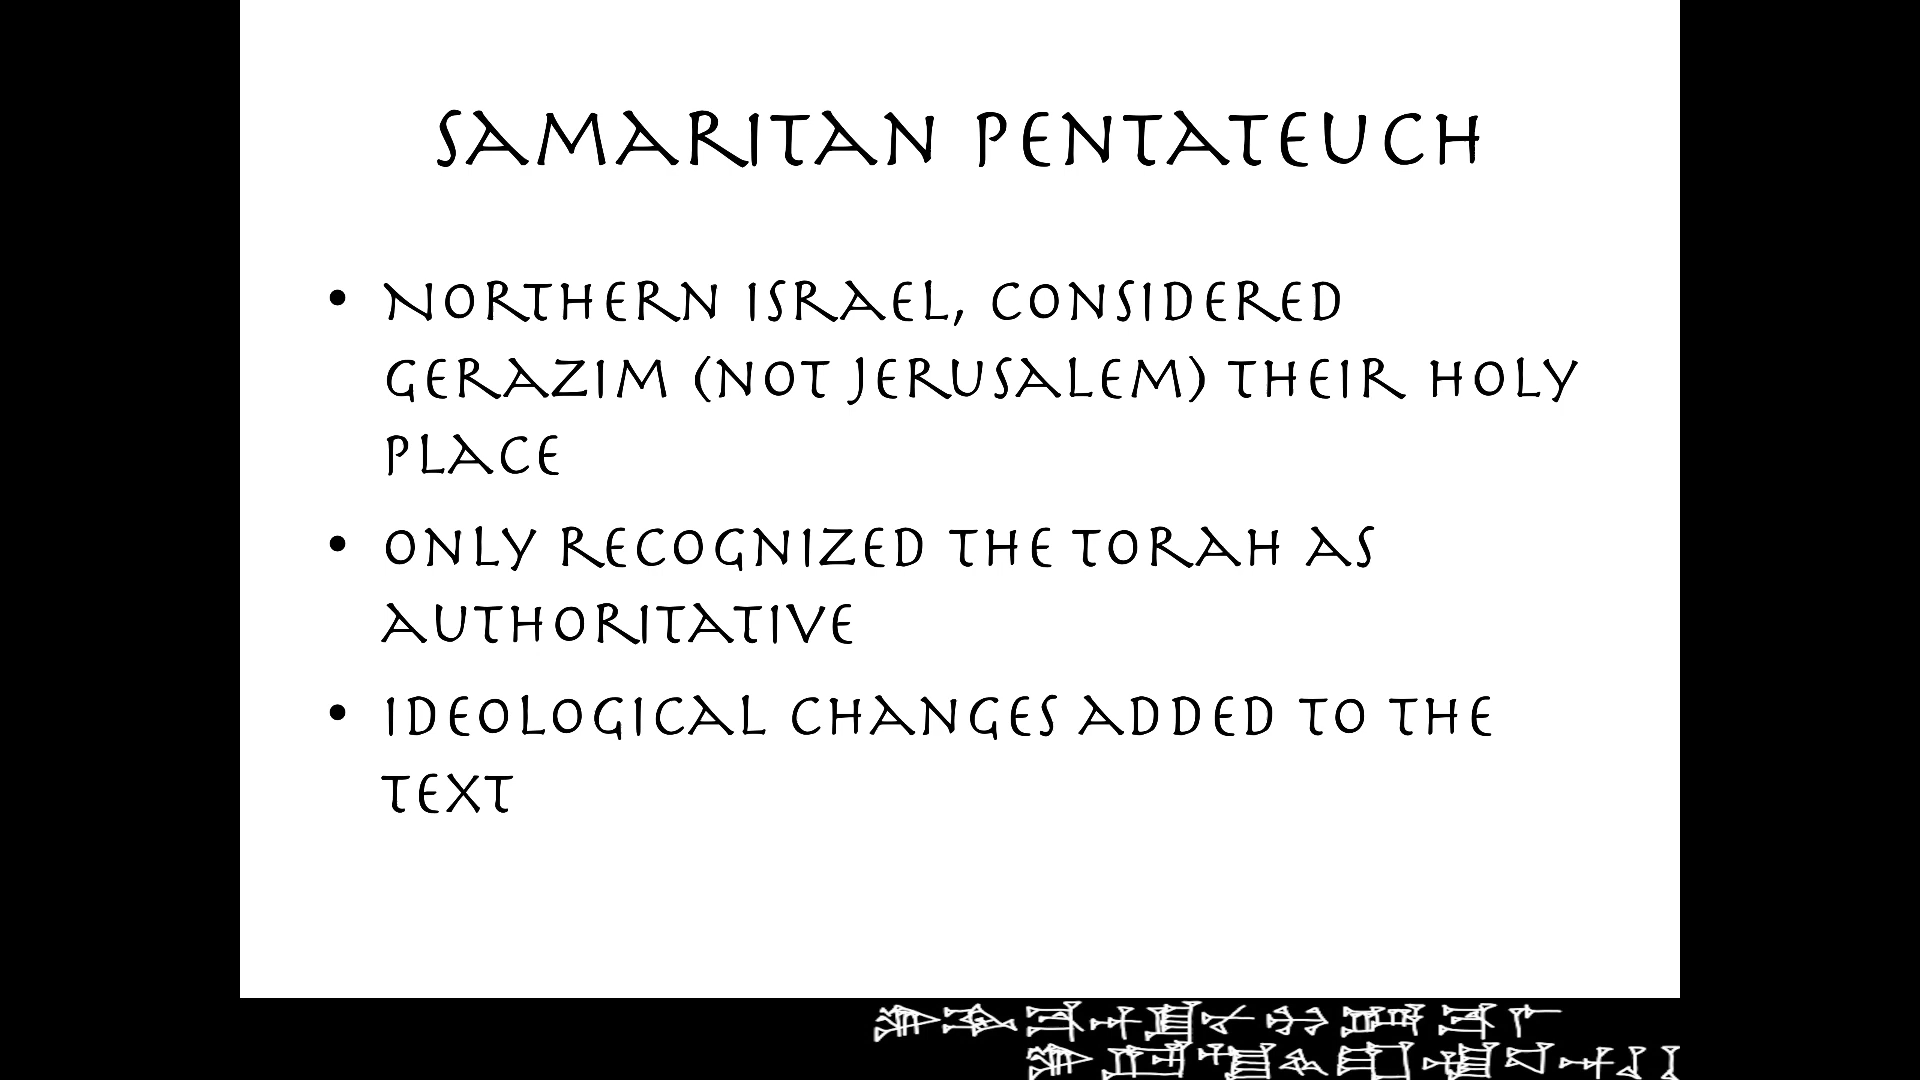 SAMARITAN PENTATEUCH
• NORTHERN ISRAEL, CONSIDERED
GERAZIM (NOT JERUSALEM) THEIR HOLY
PLACE
• ONLY RECOGNIZED THE TORAH AS
AUTHORITATIVE
• IDEOLOGICAL CHANGES ADDED TO THE
TEXT